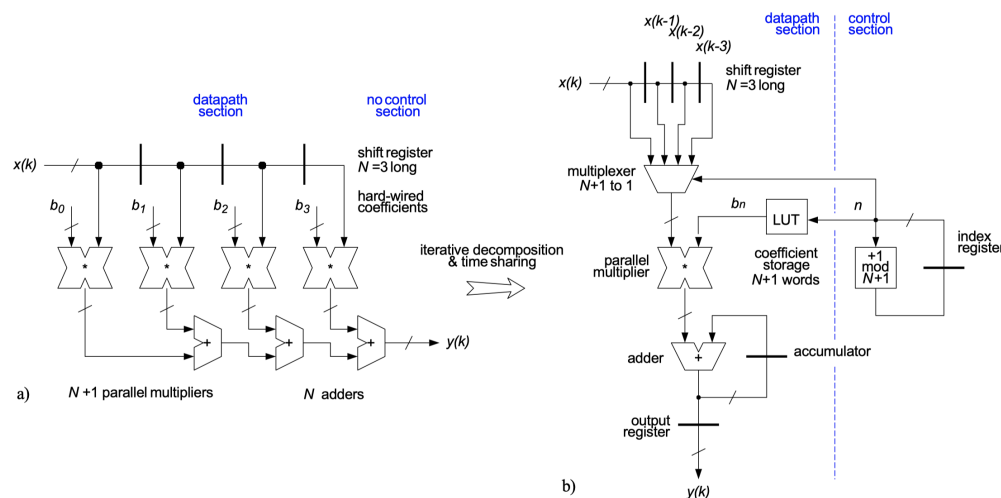 datapath
section
no control
section
x(k)
shift register
N =3 long
hard-wired
coefficients
b0
b1
b2
b3
*
*
*
*
+
+
+
y(k)
a)
N +1 parallel multipliers
N adders
iterative decomposition
& time sharing
x(k-1)
x(k-2)
x(k-3)
datapath
section
control
section
x(k)
shift register
N =3 long
multiplexer
N+1 to 1
bn
LUT
n
index
register
parallel
multiplier
*
coefficient
storage
N+1 words
+1
mod
N+1
adder
+
accumulator
output
register
b)
y(k)